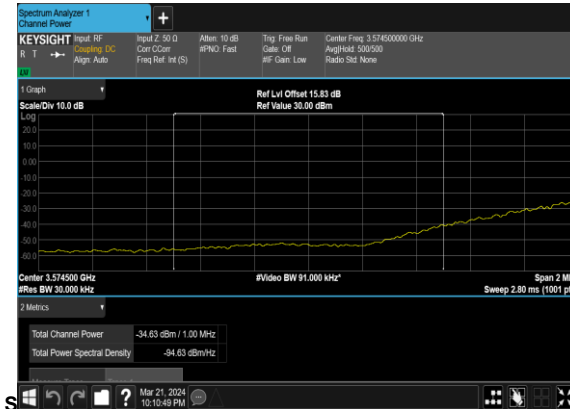 Spectrum Analyzer 1
Channel Power
KEYSIGHT Input: RF Input Z: 50 Ω Atten: 10 dB Trig: Free Run Center Freq: 3.574500000 GHz
R T Coupling: DC Corr CCorr #PNO: Fast Gate: Off Avg|Hold: 500/500
Align: Auto Freq Ref: Int (S) #IF Gain: Low Radio Std: None
1 Graph
Ref Lvl Offset 15.83 dB
Scale/Div 10.0 dB Ref Value 30.00 dBm
Log
20.0
10.0
0.00
-10.0
-20.0
-30.0
-40.0
-50.0
-60.0
Center 3.574500 GHz #Video BW 91.000 kHz* Span 2 M
#Res BW 30.000 kHz Sweep 2.80 ms (1001 pt
2 Metrics
Total Channel Power -34.63 dBm / 1.00 MHz
Total Power Spectral Density -94.63 dBm/Hz
S
? Mar 21, 2024
10:10:49 PM